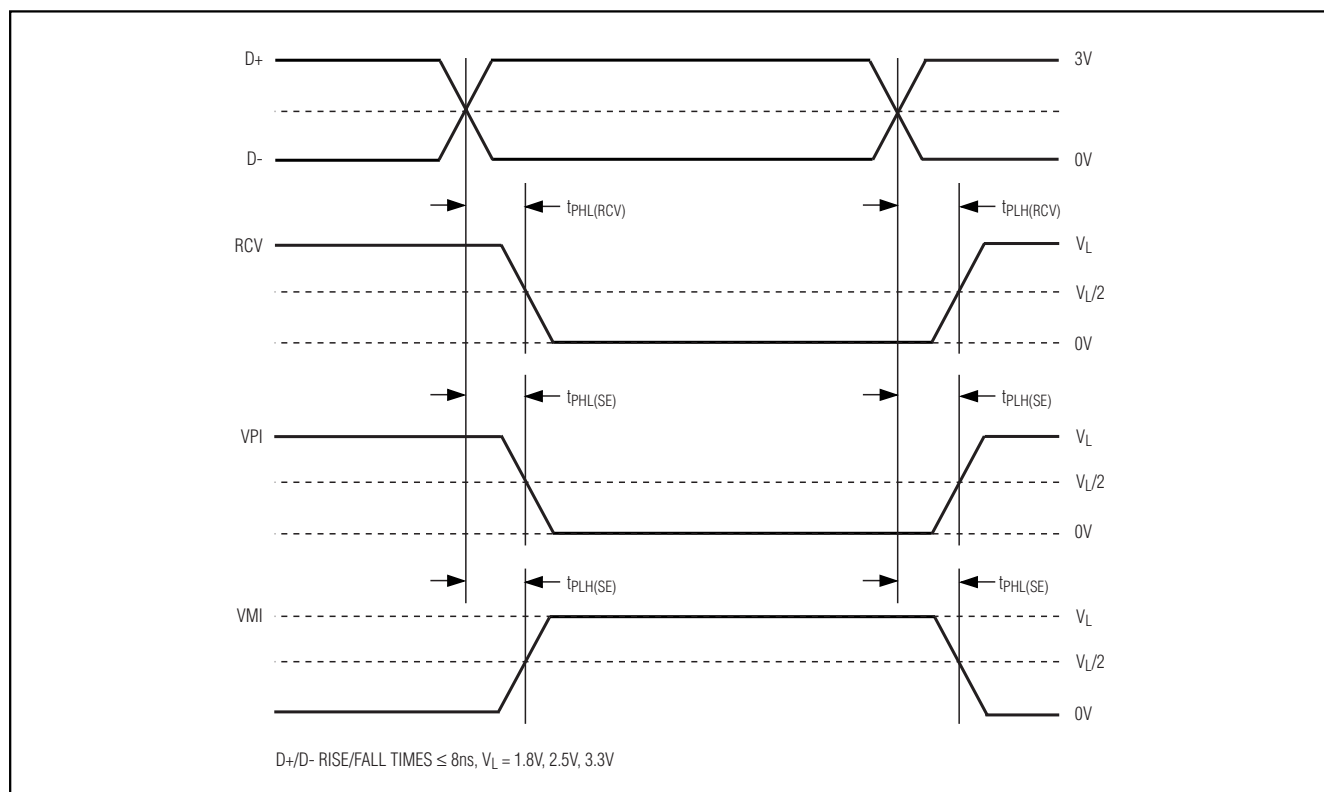 D+ 3V
D- 0V
tPHL(RCV) tPLH(RCV)
RCV VL
VL/2
0V
tPHL(SE) tPLH(SE)
VPI VL
VL/2
0V
tPLH(SE) tPHL(SE)
VMI VL
VL/2
0V
D+/D- RISE/FALL TIMES ≤ 8ns, VL = 1.8V, 2.5V, 3.3V